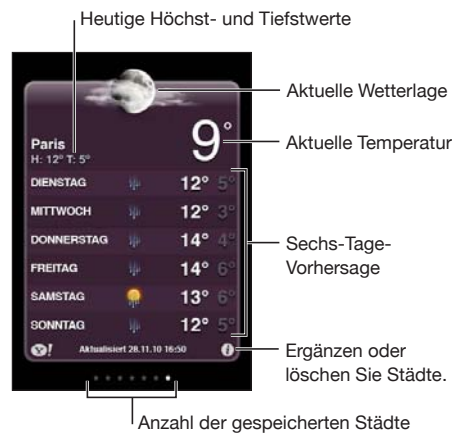 Heutige Höchst- und Tiefstwerte
Aktuelle Wetterlage
9°
Aktuelle Temperatur
Paris
H: 12° T: 5°
DIENSTAG 12° 5°
MITTWOCH 12° 3°
DONNERSTAG 14° 4°
FREITAG 14° 6°
SAMSTAG 13° 6°
SONNTAG 12° 5°
Sechs-Tage-
Vorhersage
Y! Aktualisiert 28.11.10 16:50 i
Ergänzen oder
löschen Sie Städte.
Anzahl der gespeicherten Städte